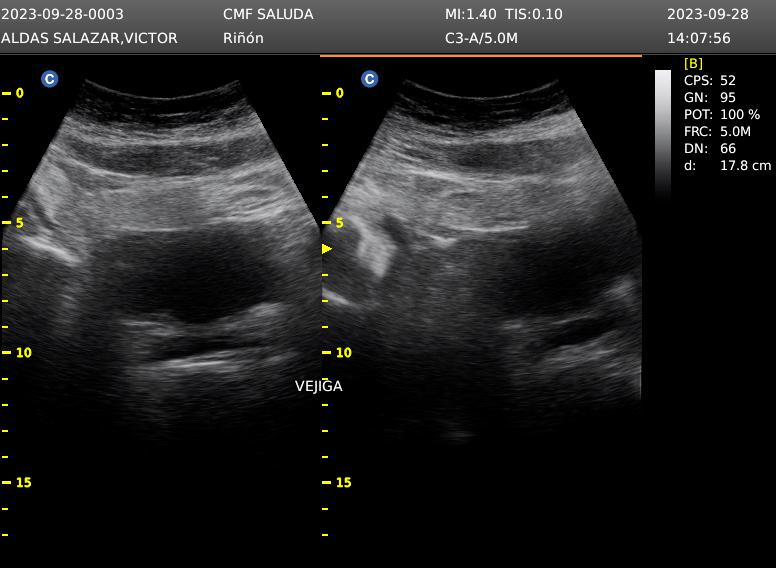 2023-09-28-0003 CMF SALUDA MI:1.40 TIS:0.10 2023-09-28
ALDAS SALAZAR,VICTOR Riñón C3-A/5.0M 14:07:56
[B]
CPS: 52
GN: 95
POT: 100 %
FRC: 5.0M
DN: 66
d: 17.8 cm
C C
0 0
5 5
10 10
VEJIGA
15 15